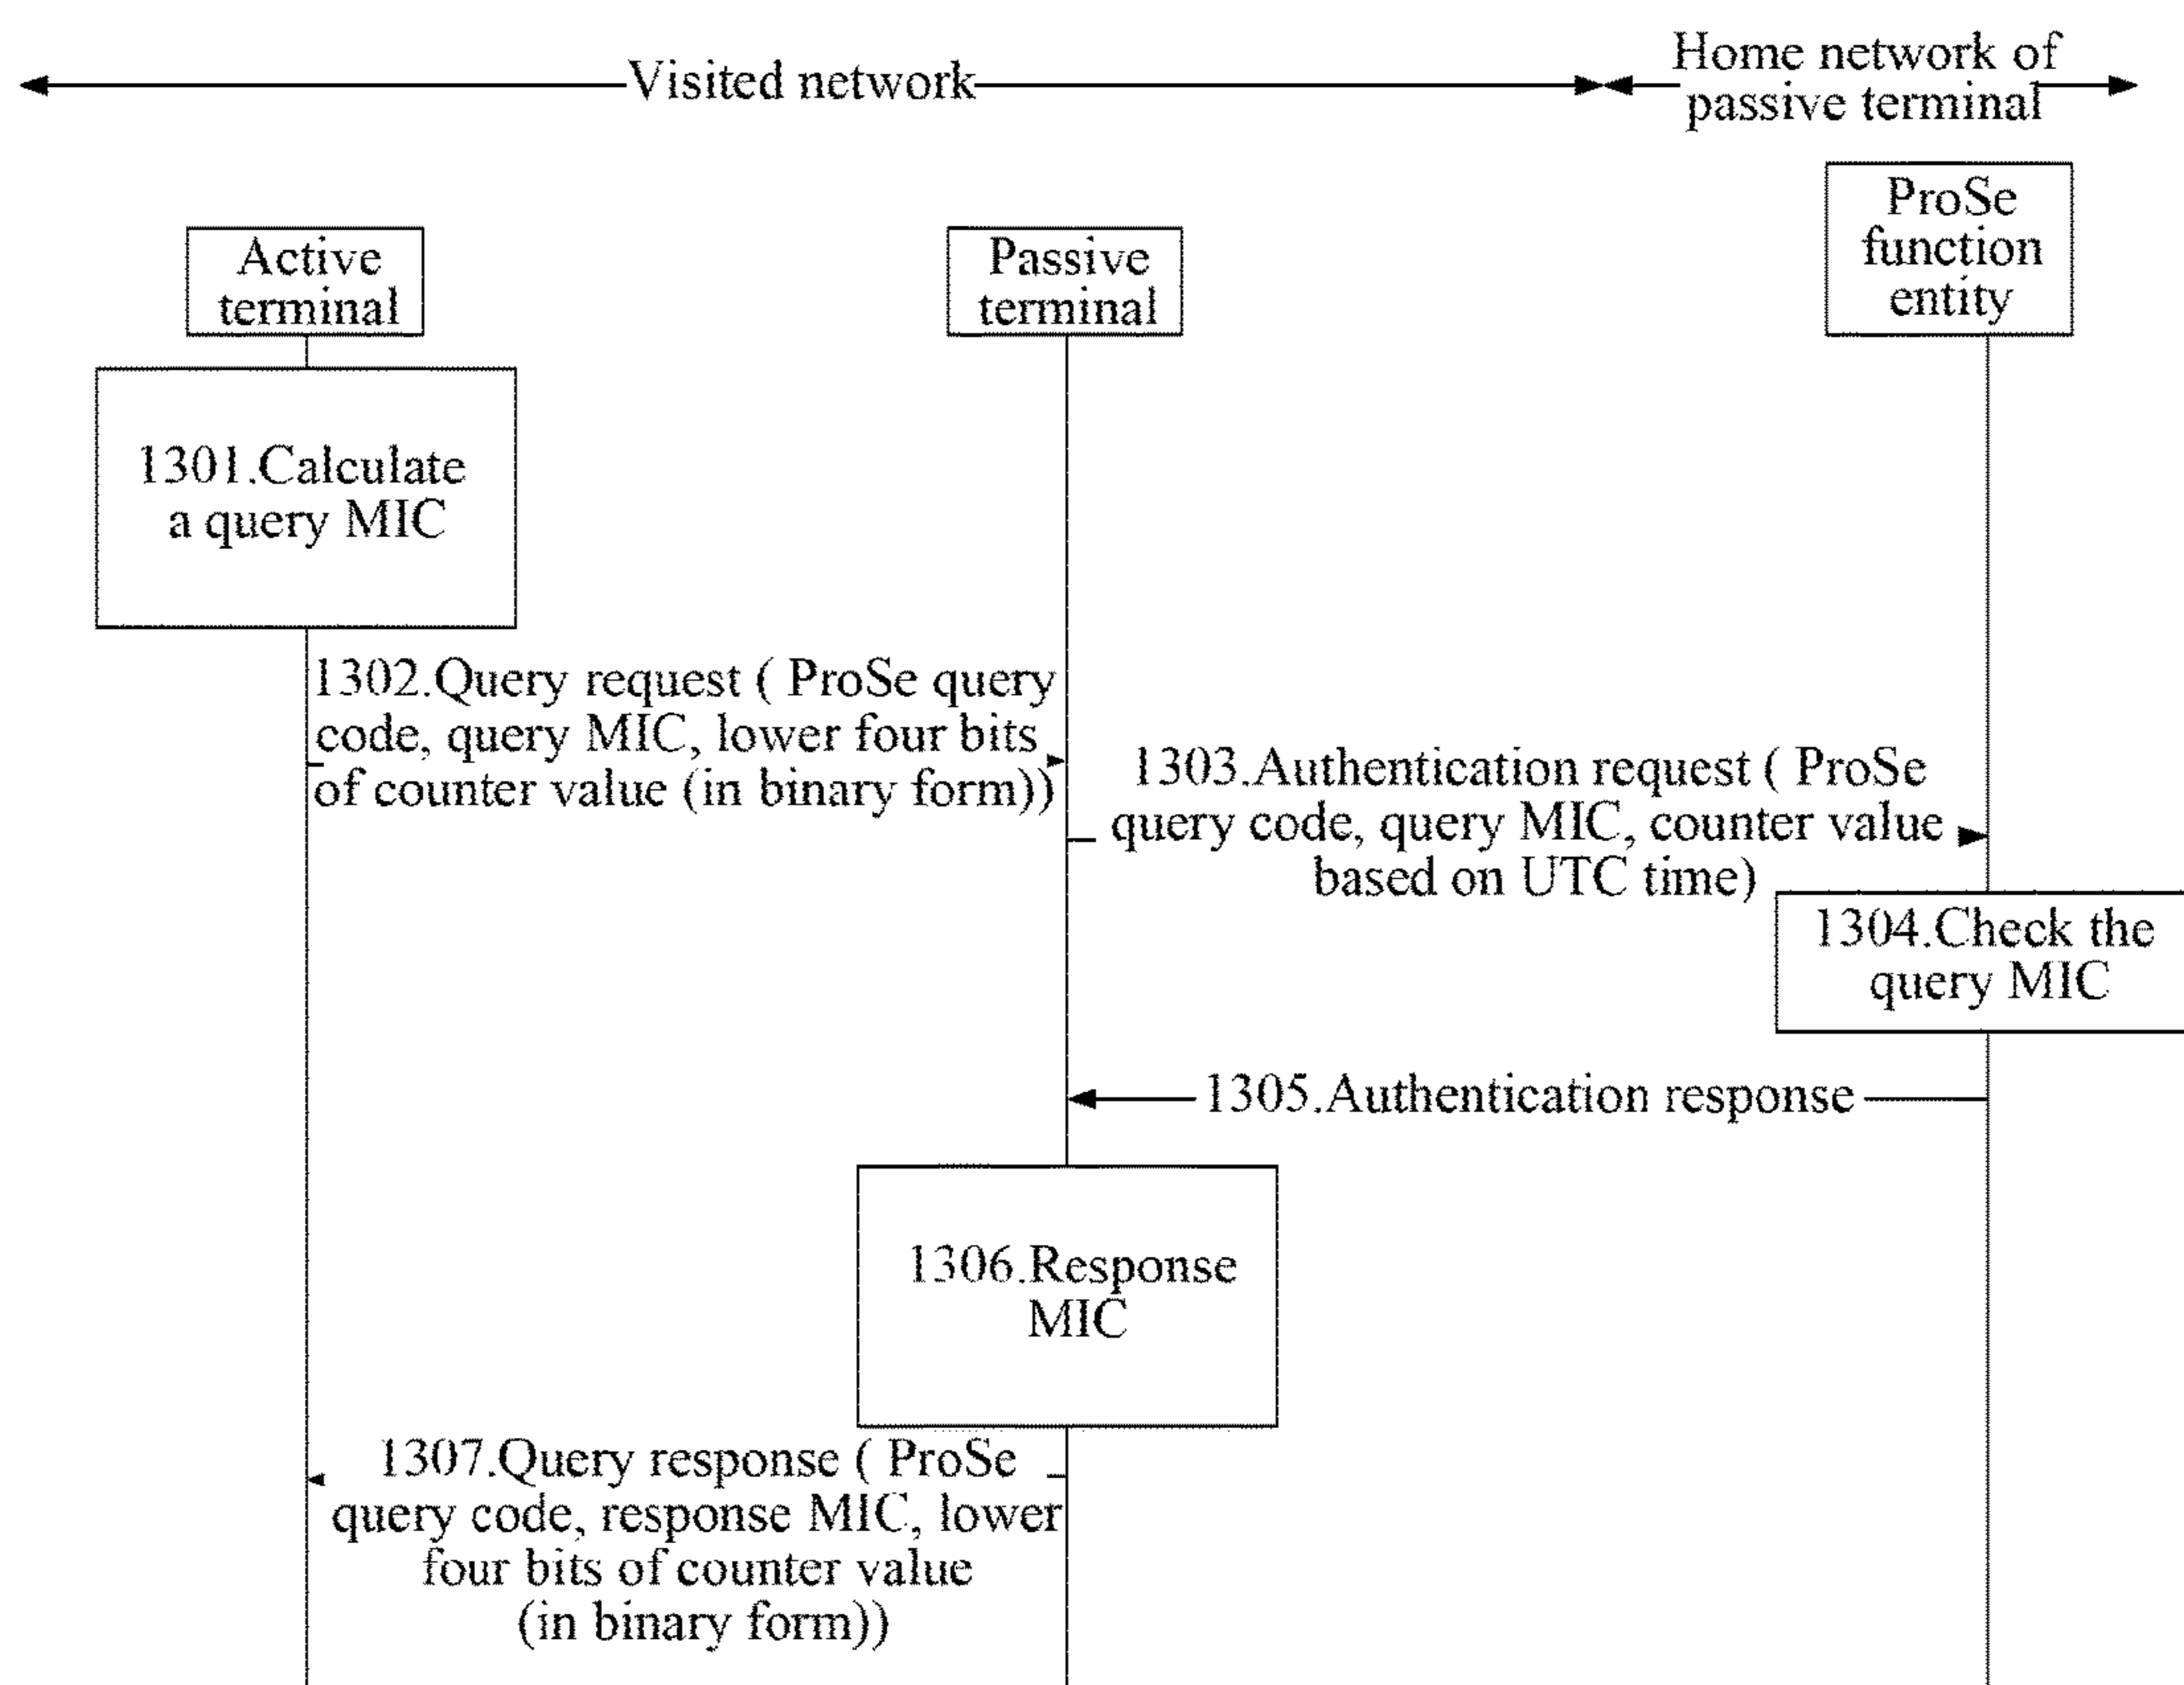 Visited network
Home network of
passive terminal
Active
terminal
Passive
terminal
ProSe
function
entity
1301.Calculate
a query MIC
1302.Query request ( ProSe query
code, query MIC, lower four bits
of counter value (in binary form))
1303.Authentication request ( ProSe
query code, query MIC, counter value
based on UTC time)
1304.Check the
query MIC
1305.Authentication response
1306.Response
MIC
1307.Query response ( ProSe
query code, response MIC, lower
four bits of counter value
(in binary form))